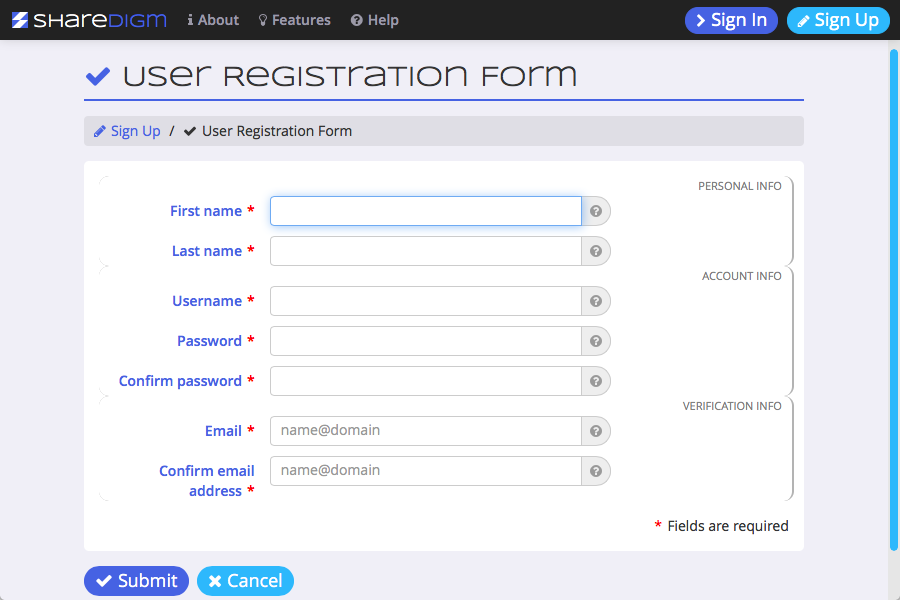 SHAREDIGM About Features Help Sign In Sign Up
User Registration Form
Sign Up / User Registration Form
PERSONAL INFO
First name *
Last name *
ACCOUNT INFO
Username *
Password *
Confirm password *
VERIFICATION INFO
Email * name@domain
Confirm email name@domain
address *
* Fields are required
Submit Cancel